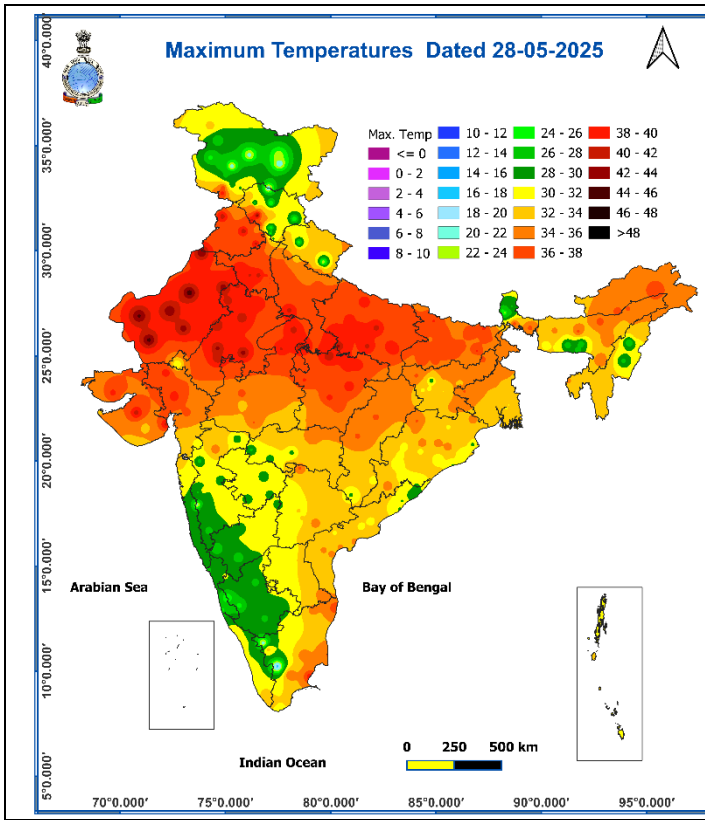 Maximum Temperatures Dated 28-05-2025
Max. Temp
<= 0
0 - 2
2 - 4
4 - 6
6 - 8
8 - 10
10 - 12
12 - 14
14 - 16
16 - 18
18 - 20
20 - 22
22 - 24
24 - 26
26 - 28
28 - 30
30 - 32
32 - 34
34 - 36
36 - 38
38 - 40
40 - 42
42 - 44
44 - 46
46 - 48
>48
40°0.000'
35°0.000'
30°0.000'
25°0.000'
20°0.000'
15°0.000'
10°0.000'
5°0.000'
Arabian Sea
Bay of Bengal
Indian Ocean
0 250 500 km
70°0.000' 75°0.000' 80°0.000' 85°0.000' 90°0.000' 95°0.000'